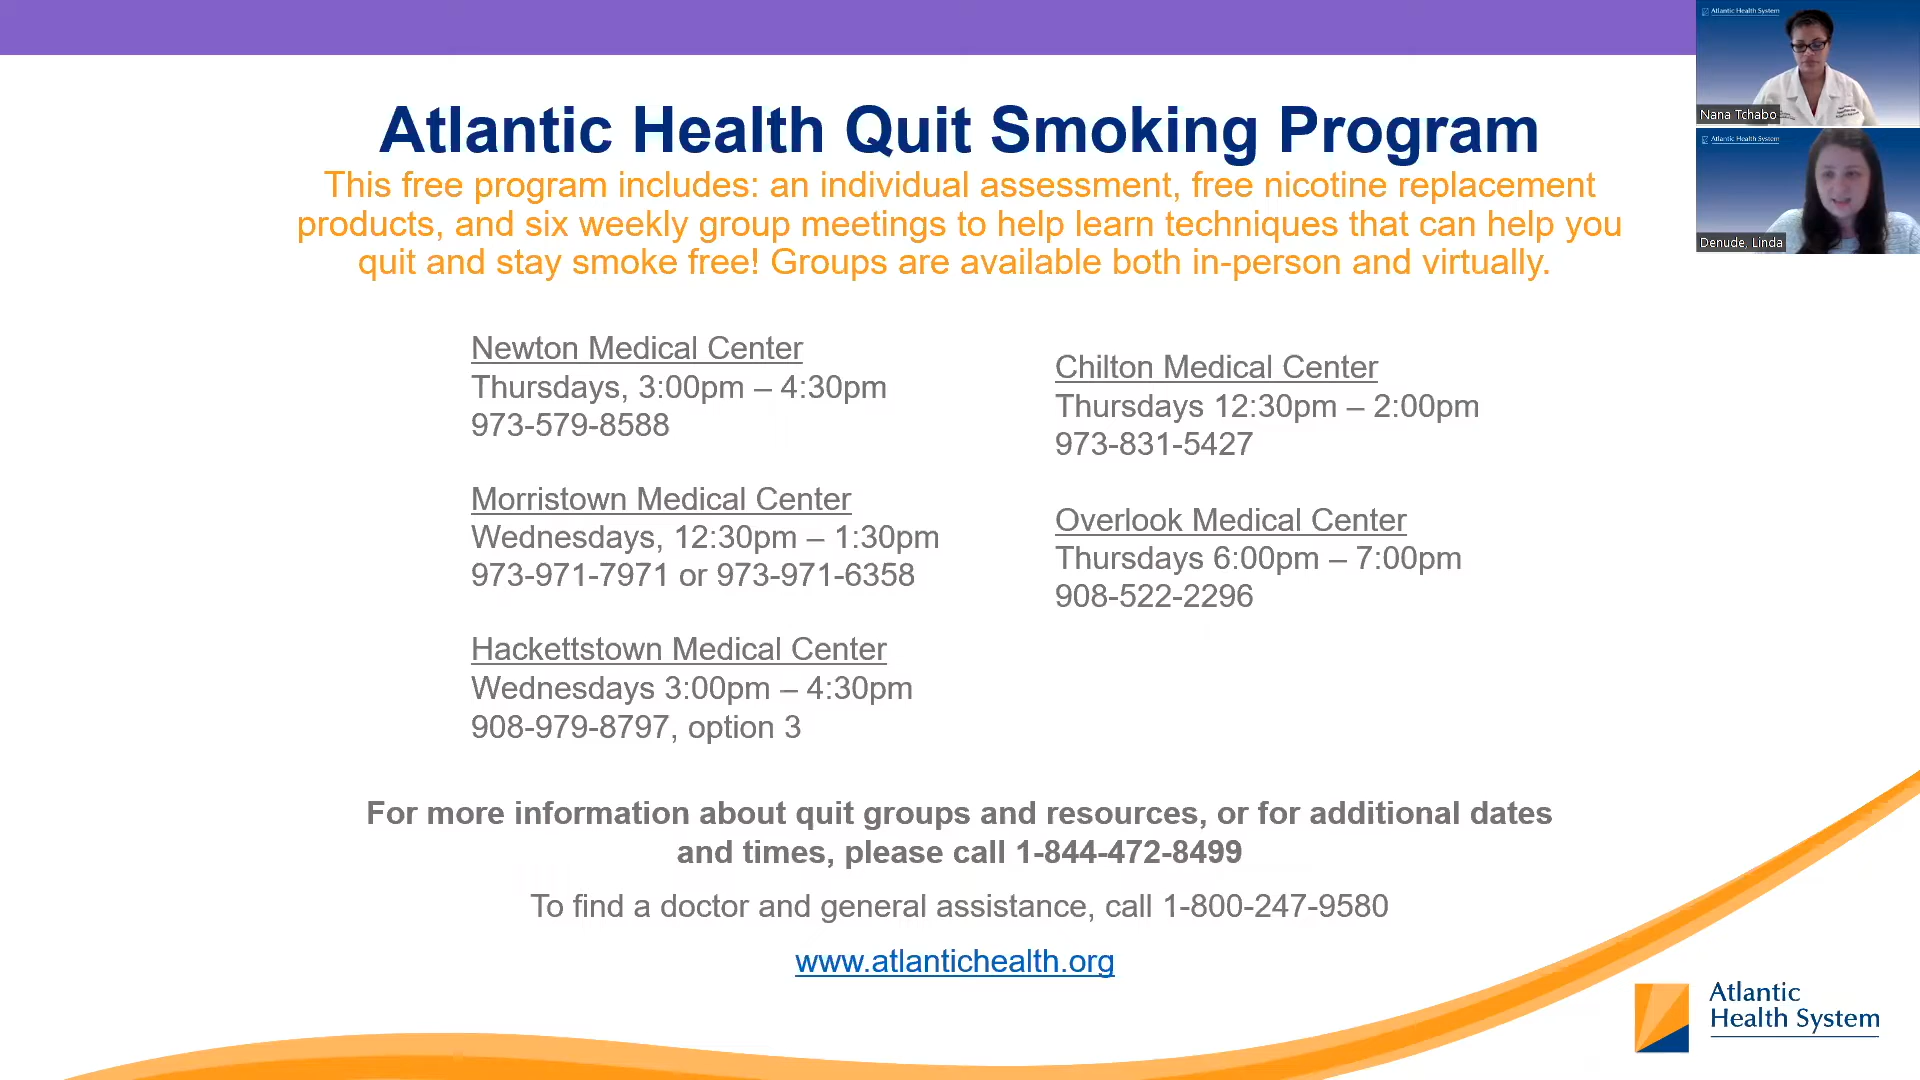 Atlantic Health Quit Smoking Program
This free program includes: an individual assessment, free nicotine replacement
products, and six weekly group meetings to help learn techniques that can help you
quit and stay smoke free! Groups are available both in-person and virtually.
Newton Medical Center
Thursdays, 3:00pm – 4:30pm
973-579-8588
Morristown Medical Center
Wednesdays, 12:30pm – 1:30pm
973-971-7971 or 973-971-6358
Hackettstown Medical Center
Wednesdays 3:00pm – 4:30pm
908-979-8797, option 3
Chilton Medical Center
Thursdays 12:30pm – 2:00pm
973-831-5427
Overlook Medical Center
Thursdays 6:00pm – 7:00pm
908-522-2296
For more information about quit groups and resources, or for additional dates
and times, please call 1-844-472-8499
To find a doctor and general assistance, call 1-800-247-9580
www.atlantichealth.org
Atlantic
Health System
Atlantic Health System
Nana Tchabo
Atlantic Health System
Denude, Linda